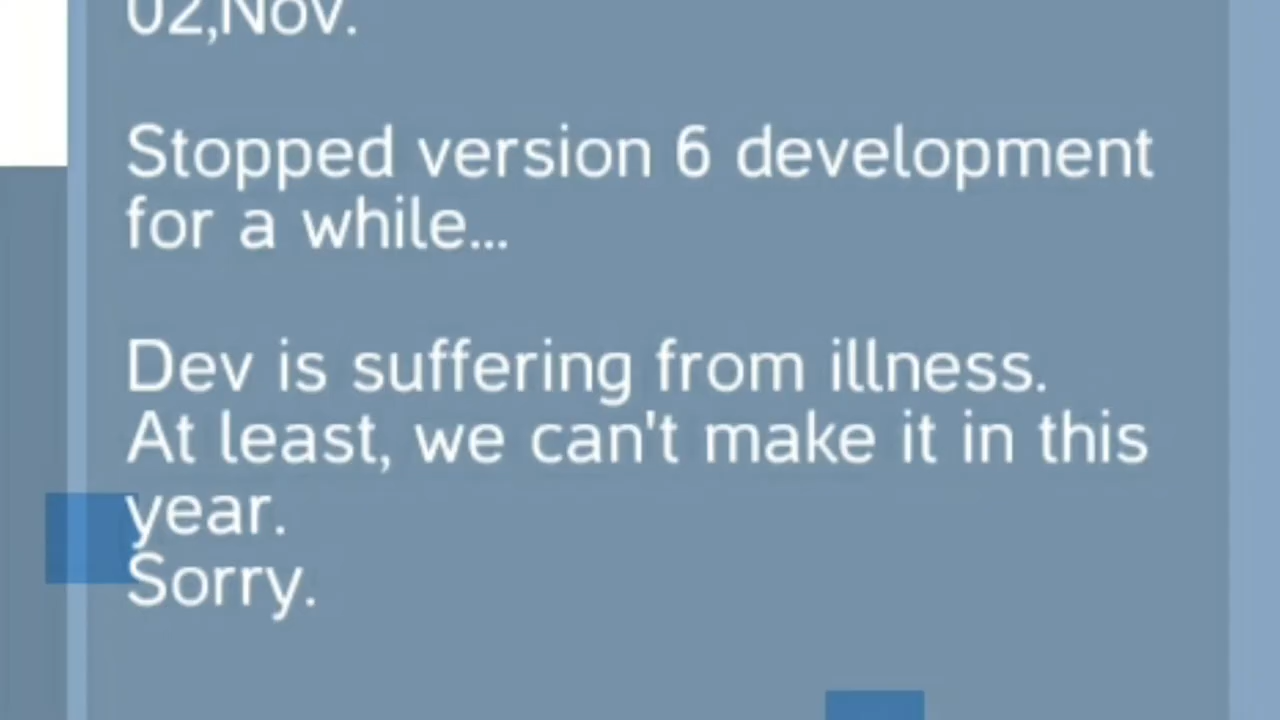 02,Nov.
Stopped version 6 development
for a while...
Dev is suffering from illness.
At least, we can't make it in this
year.
Sorry.